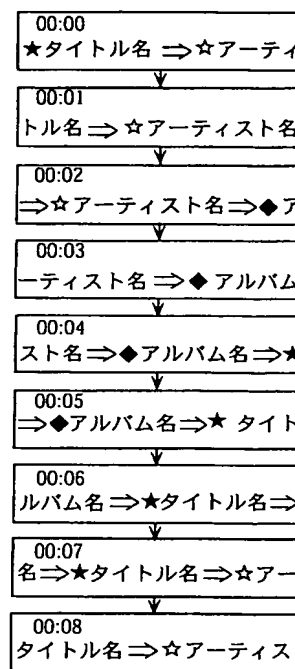 00:00
★タイトル名⇒☆アーティ
00:01
トル名⇒☆アーティスト名
00:02
⇒☆アーティスト名⇒◆ア
00:03
ーティスト名⇒◆アルバム
00:04
スト名⇒◆アルバム名⇒★
00:05
⇒◆アルバム名⇒★タイト
00:06
ルバム名⇒★タイトル名⇒
00:07
名⇒★タイトル名⇒☆アー
00:08
タイトル名⇒☆アーティス